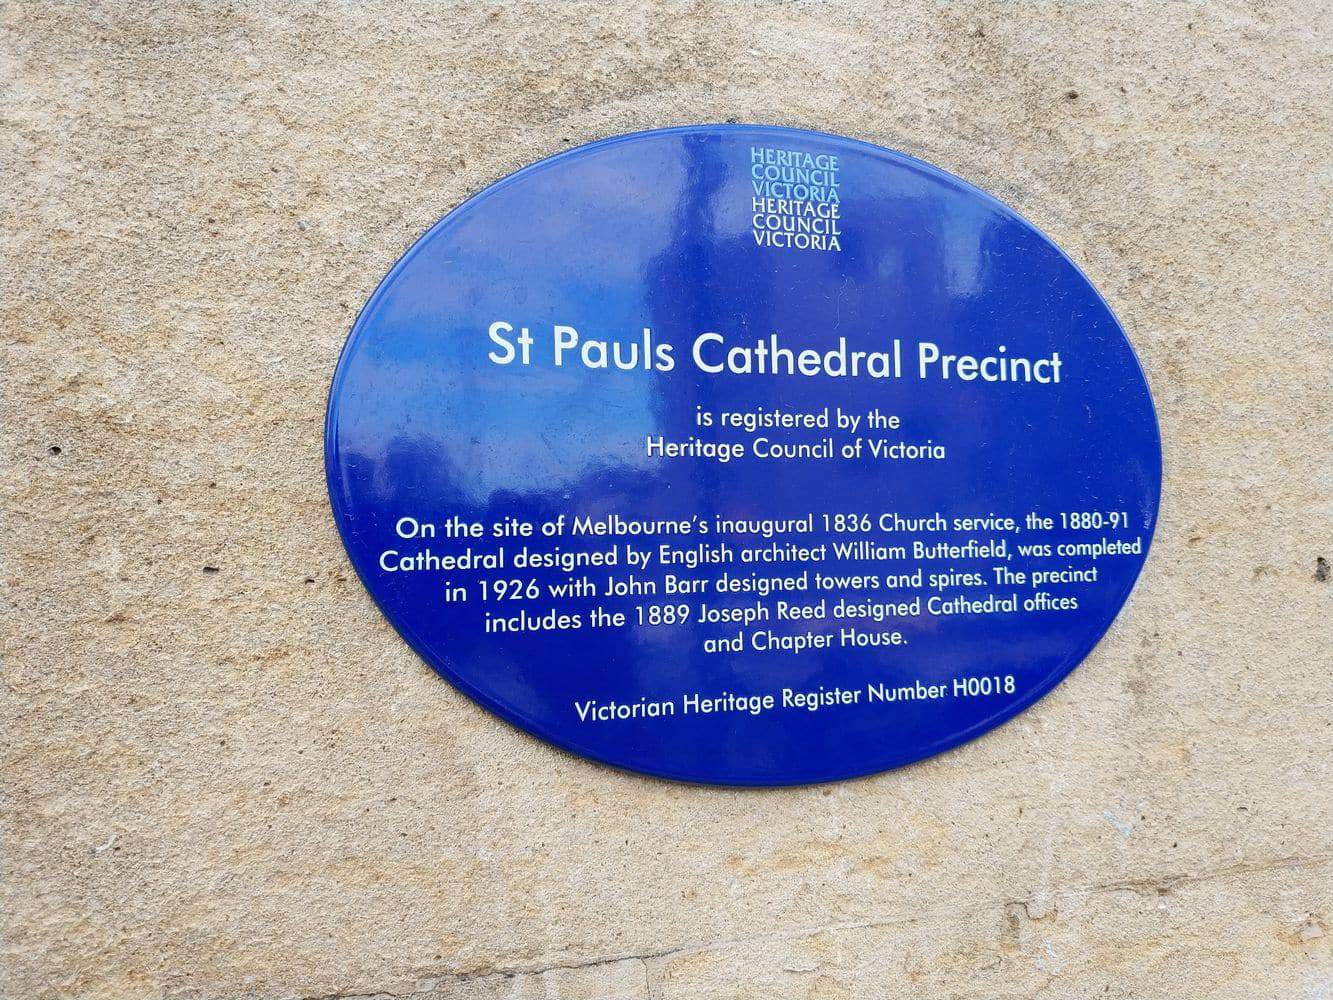 HERITAGE
COUNCIL
VICTORIA
HERITAGE
COUNCIL
VICTORIA
St Pauls Cathedral Precinct
is registered by the
Heritage Council of Victoria
On the site of Melbourne's inaugural 1836 Church service, the 1880-91
Cathedral designed by English architect William Butterfield, was completed
in 1926 with John Barr designed towers and spires. The precinct
includes the 1889 Joseph Reed designed Cathedral offices
and Chapter House.
Victorian Heritage Register Number H0018